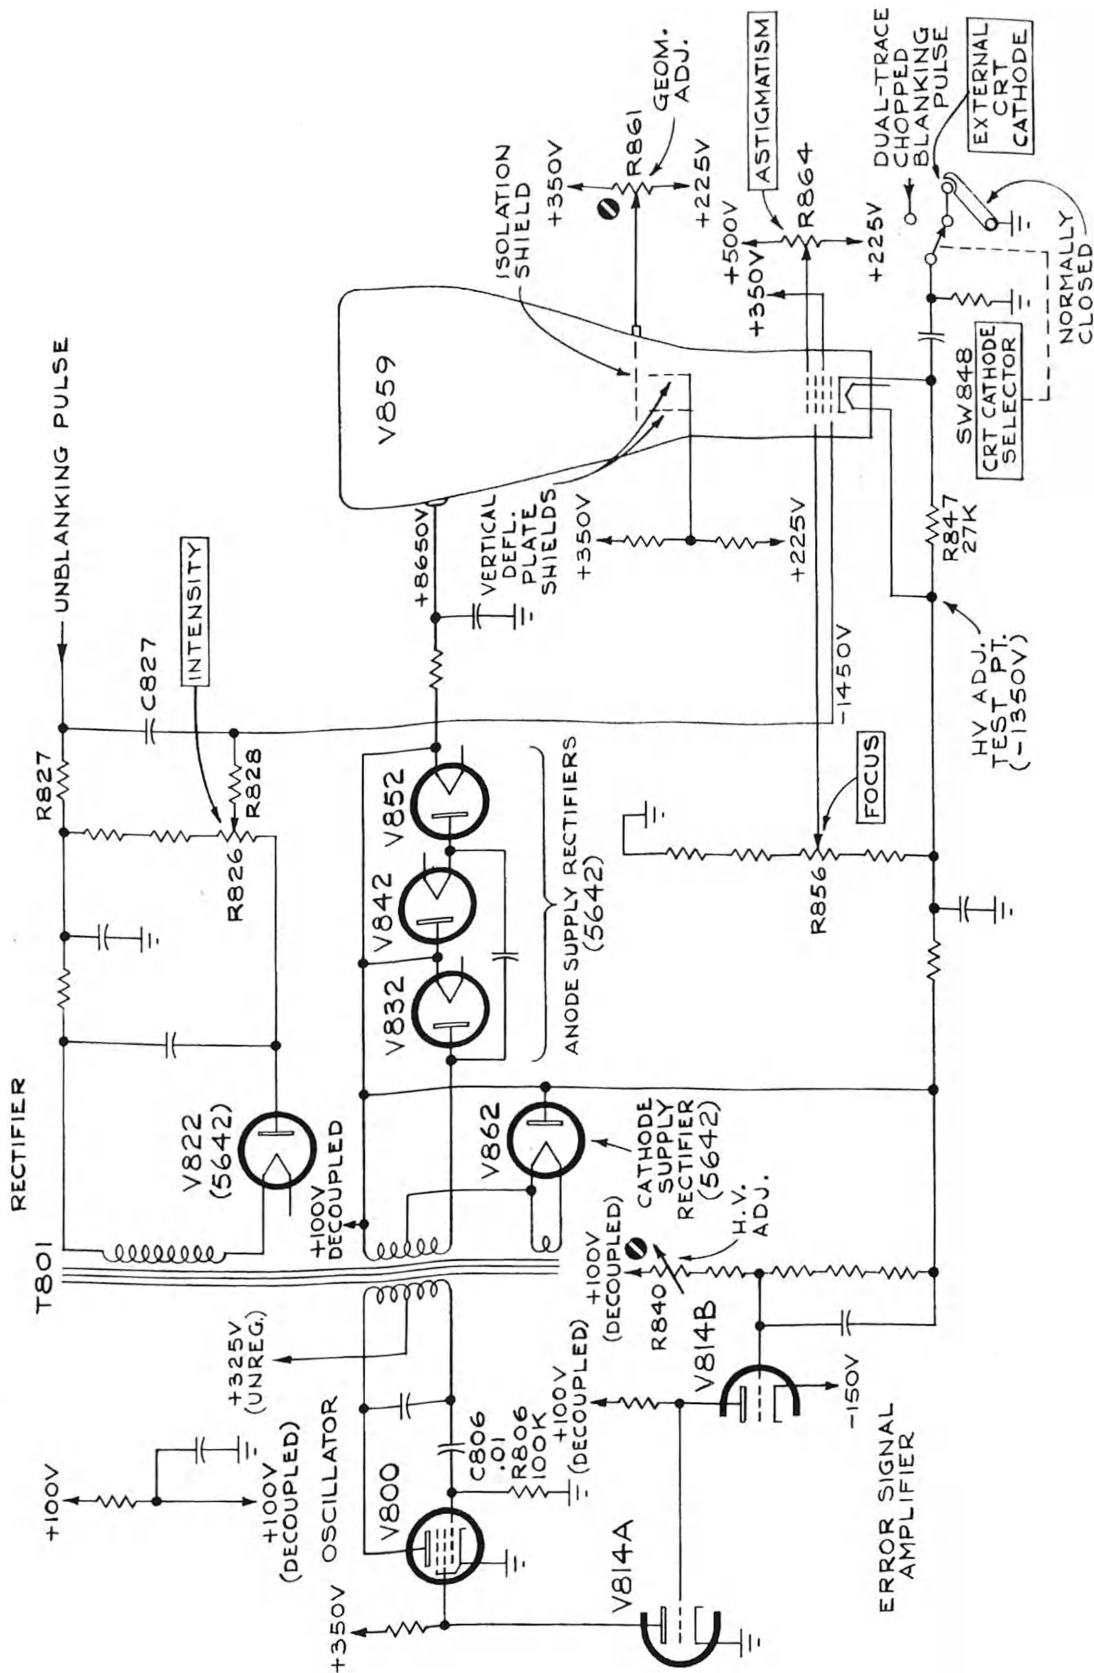 +100V
+100V
(DECOUPLED)
+325V
(UNREG.)
OSCILLATOR
+350V
V800
C806
.01
R806
100K
+100V
(DECOUPLED)
V814A
V814B
-150V
ERROR SIGNAL
AMPLIFIER
+100V
(DECOUPLED)
R840
H.V.
ADJ.
T801
RECTIFIER
V822
(5642)
+100V
DECOUPLED
V862
CATHODE
SUPPLY
RECTIFIER
(5642)
V832
V842
V852
ANODE SUPPLY RECTIFIERS
(5642)
R827
R826
R828
C827
INTENSITY
UNBLANKING PULSE
R856
FOCUS
-1450V
HV ADJ.
TEST PT.
(-1350V)
R847
27K
+8650V
VERTICAL
DEFL.
PLATE
SHIELDS
+350V
+225V
V859
ISOLATION
SHIELD
+350V
R861
GEOM.
ADJ.
+225V
ASTIGMATISM
+500V
+350V
R864
+225V
SW848
CRT CATHODE
SELECTOR
NORMALLY
CLOSED
DUAL-TRACE
CHOPPED
BLANKING
PULSE
EXTERNAL
CRT
CATHODE